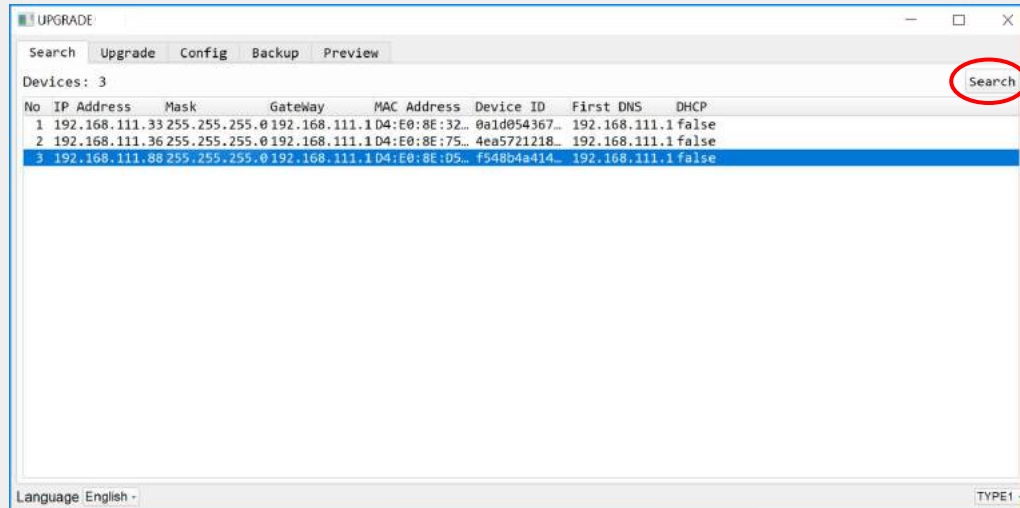 UPGRADE
Search Upgrade Config Backup Preview
Devices: 3
Search
No IP Address Mask GateWay MAC Address Device ID First DNS DHCP
1 192.168.111.33 255.255.255.0 192.168.111.1 D4:E0:8E:32… 0a1d054367… 192.168.111.1 false
2 192.168.111.36 255.255.255.0 192.168.111.1 D4:E0:8E:75… 4ea5721218… 192.168.111.1 false
3 192.168.111.88 255.255.255.0 192.168.111.1 D4:E0:8E:D5… f548b4a414… 192.168.111.1 false
Language English
TYPE1